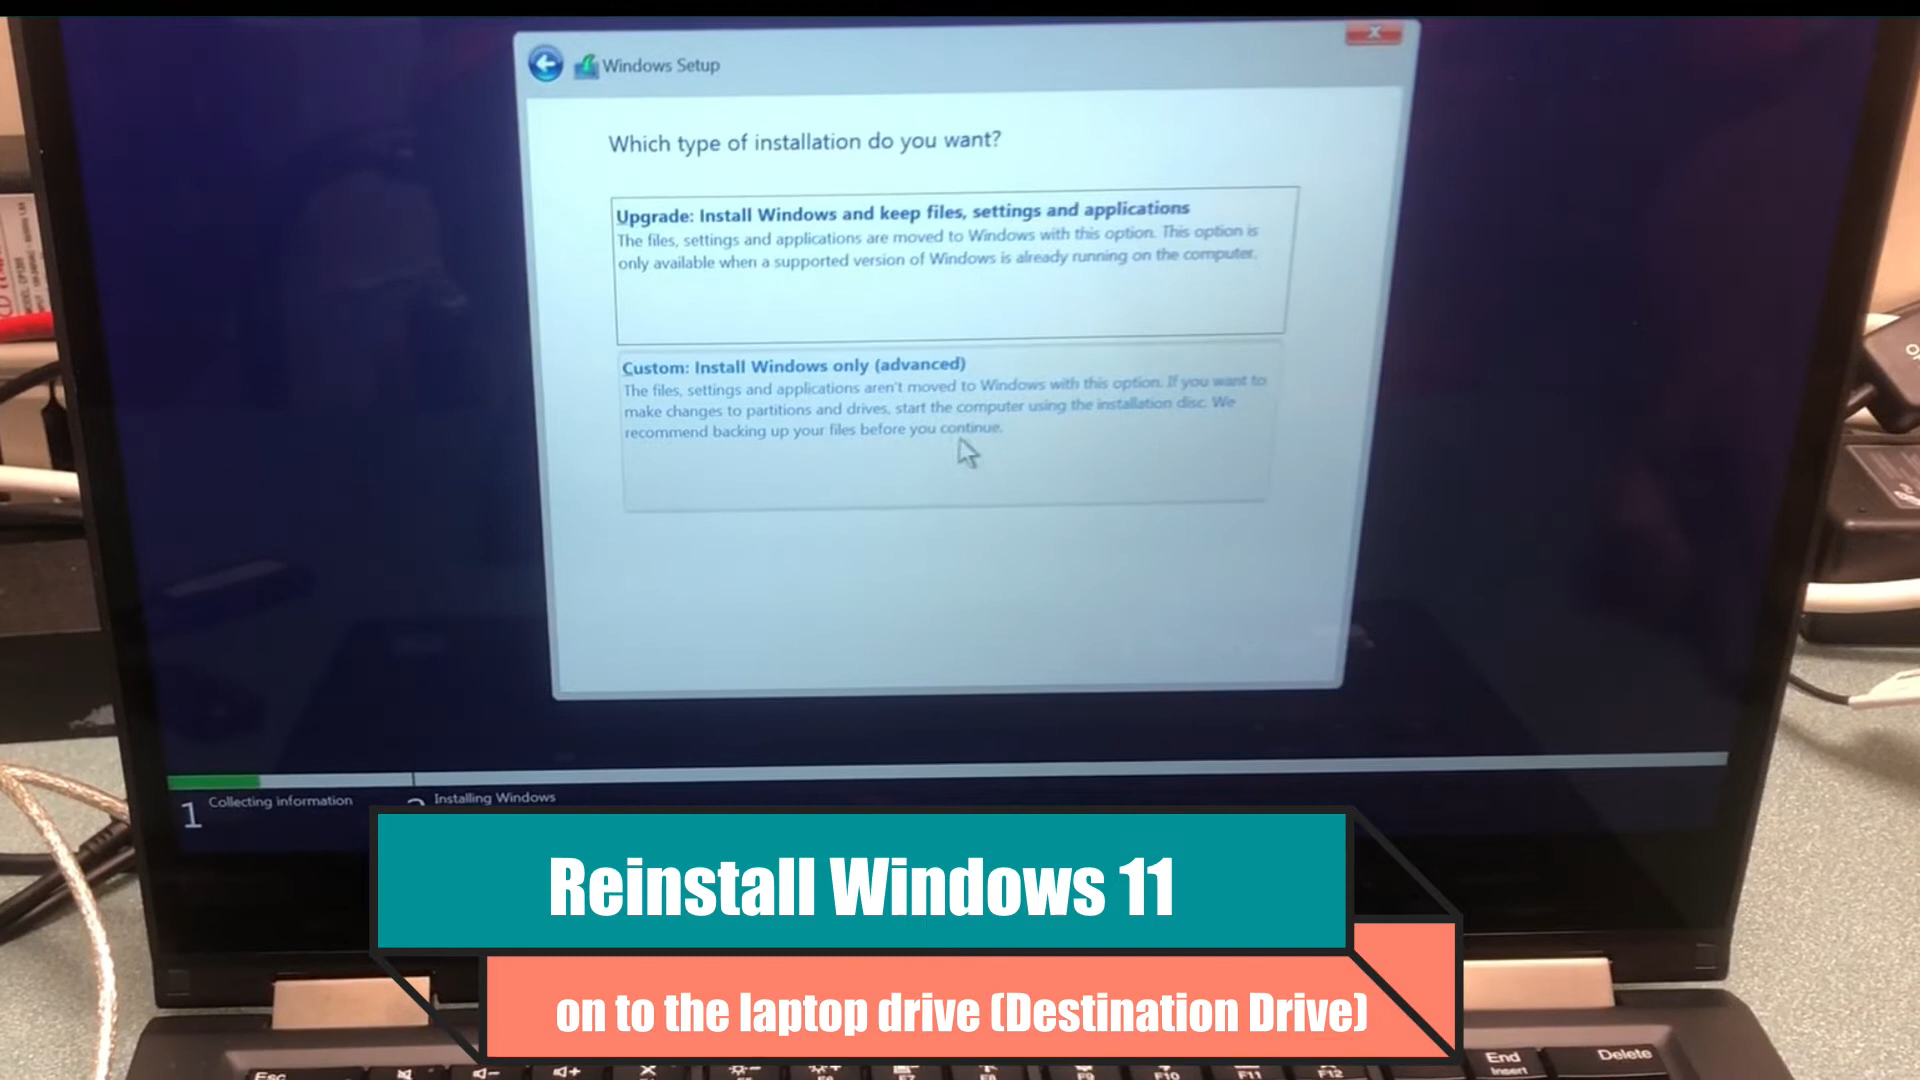 Windows Setup
Which type of installation do you want?
Upgrade: Install Windows and keep files, settings and applications
The files, settings and applications are moved to Windows with this option. This option is
only available when a supported version of Windows is already running on the computer.
Custom: Install Windows only (advanced)
The files, settings and applications aren't moved to Windows with this option. If you want to
make changes to partitions and drives, start the computer using the installation disc. We
recommend backing up your files before you continue.
1 Collecting information
Installing Windows
Reinstall Windows 11
on to the laptop drive (Destination Drive)
Esc
F7
F8
F9
F10
F11
F12
End
Insert
Delete